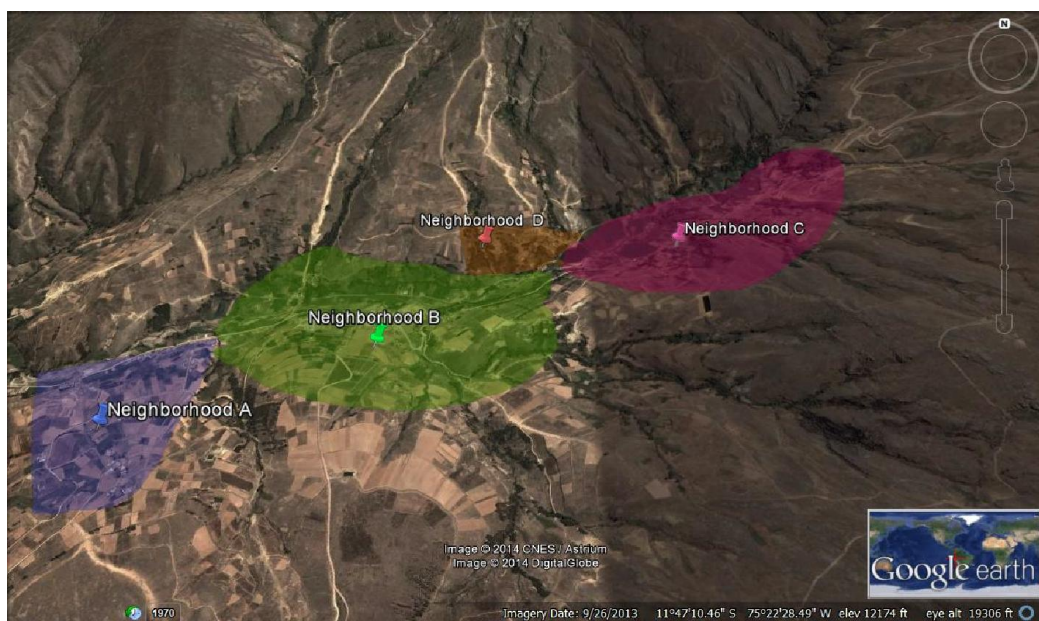 N
Neighborhood D
Neighborhood C
Neighborhood B
Neighborhood A
Image © 2014 CNES / Astrium
Image © 2014 DigitalGlobe
Google earth
1970
Imagery Date: 9/26/2013 11°47'10.46" S 75°22'28.49" W elev 12174 ft eye alt 19306 ft